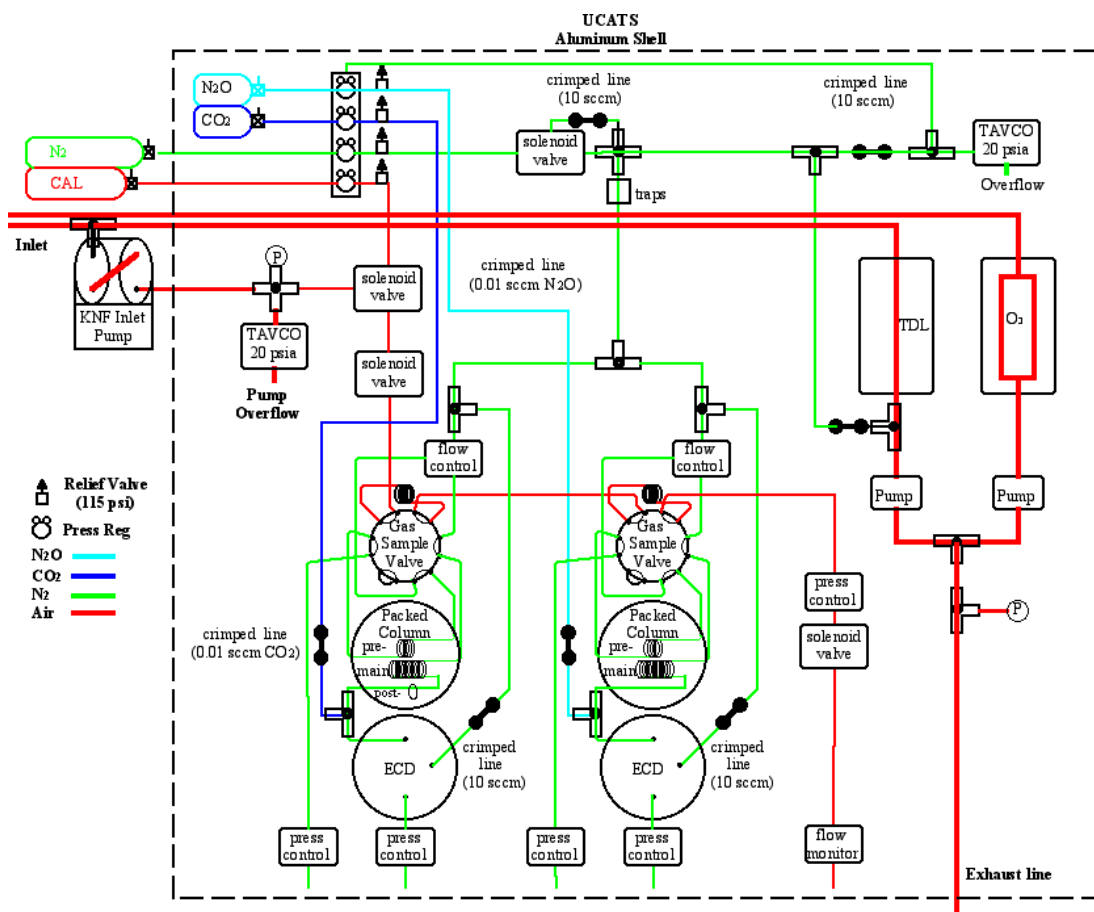 UCATS
Aluminum Shell
N₂O
CO₂
N₂
CAL
crimped line
(10 sccm)
crimped line
(10 sccm)
solenoid
valve
TAVCO
20 psia
Overflow
traps
Inlet
KNF Inlet
Pump
P
TAVCO
20 psia
Pump
Overflow
solenoid
valve
solenoid
valve
crimped line
(0.01 sccm N₂O)
TDL
O₃
flow
control
flow
control
Pump
Pump
Relief Valve
(115 psi)
Press Reg
N₂O
CO₂
N₂
Air
Gas
Sample
Valve
Gas
Sample
Valve
press
control
solenoid
valve
P
crimped line
(0.01 sccm CO₂)
Packed
Column
pre-
main
post-
Packed
Column
pre-
main
ECD
crimped
line
(10 sccm)
ECD
crimped
line
(10 sccm)
press
control
press
control
press
control
press
control
flow
monitor
Exhaust line